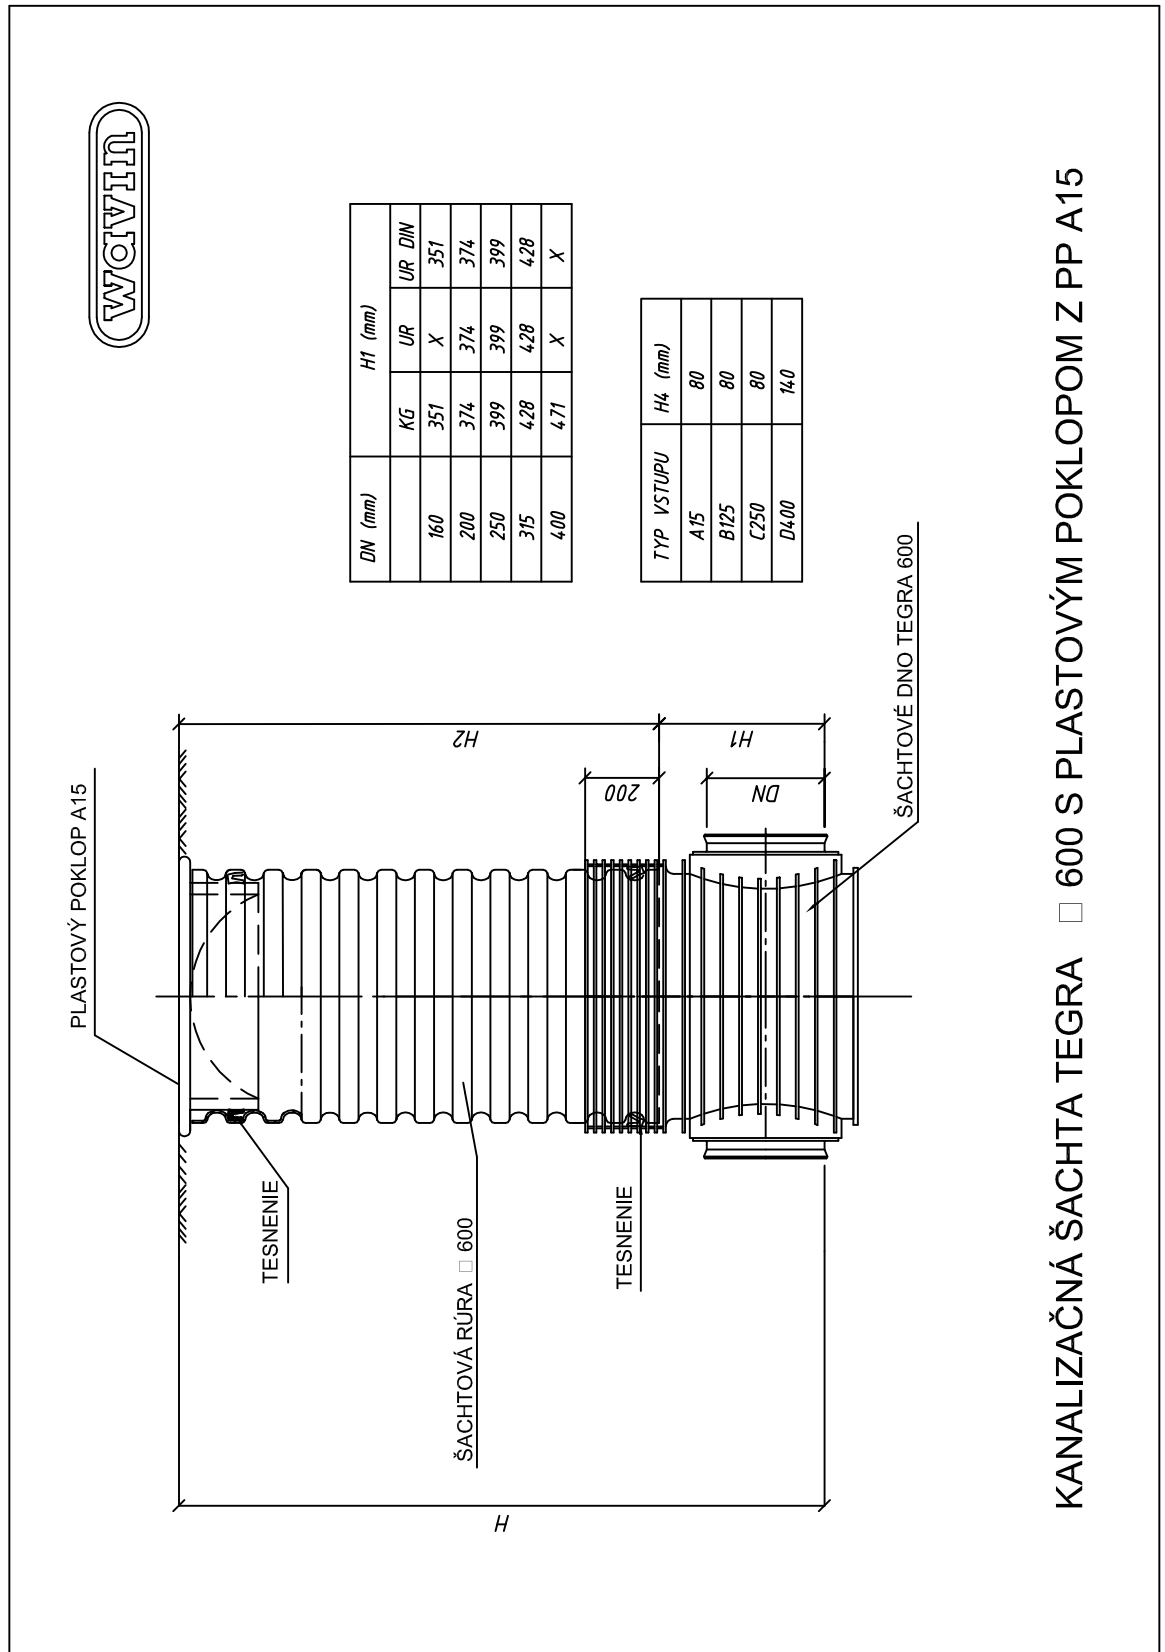 wavin
PLASTOVÝ POKLOP A15
TESNENIE
ŠACHTOVÁ RÚRA □ 600
TESNENIE
ŠACHTOVÉ DNO TEGRA 600
H
H2
H1
200
DN
DN (mm) H1 (mm)
KG UR UR DIN
160 351 X 351
200 374 374 374
250 399 399 399
315 428 428 428
400 471 X X
TYP VSTUPU H4 (mm)
A15 80
B125 80
C250 80
D400 140
KANALIZAČNÁ ŠACHTA TEGRA □ 600 S PLASTOVÝM POKLOPOM Z PP A15